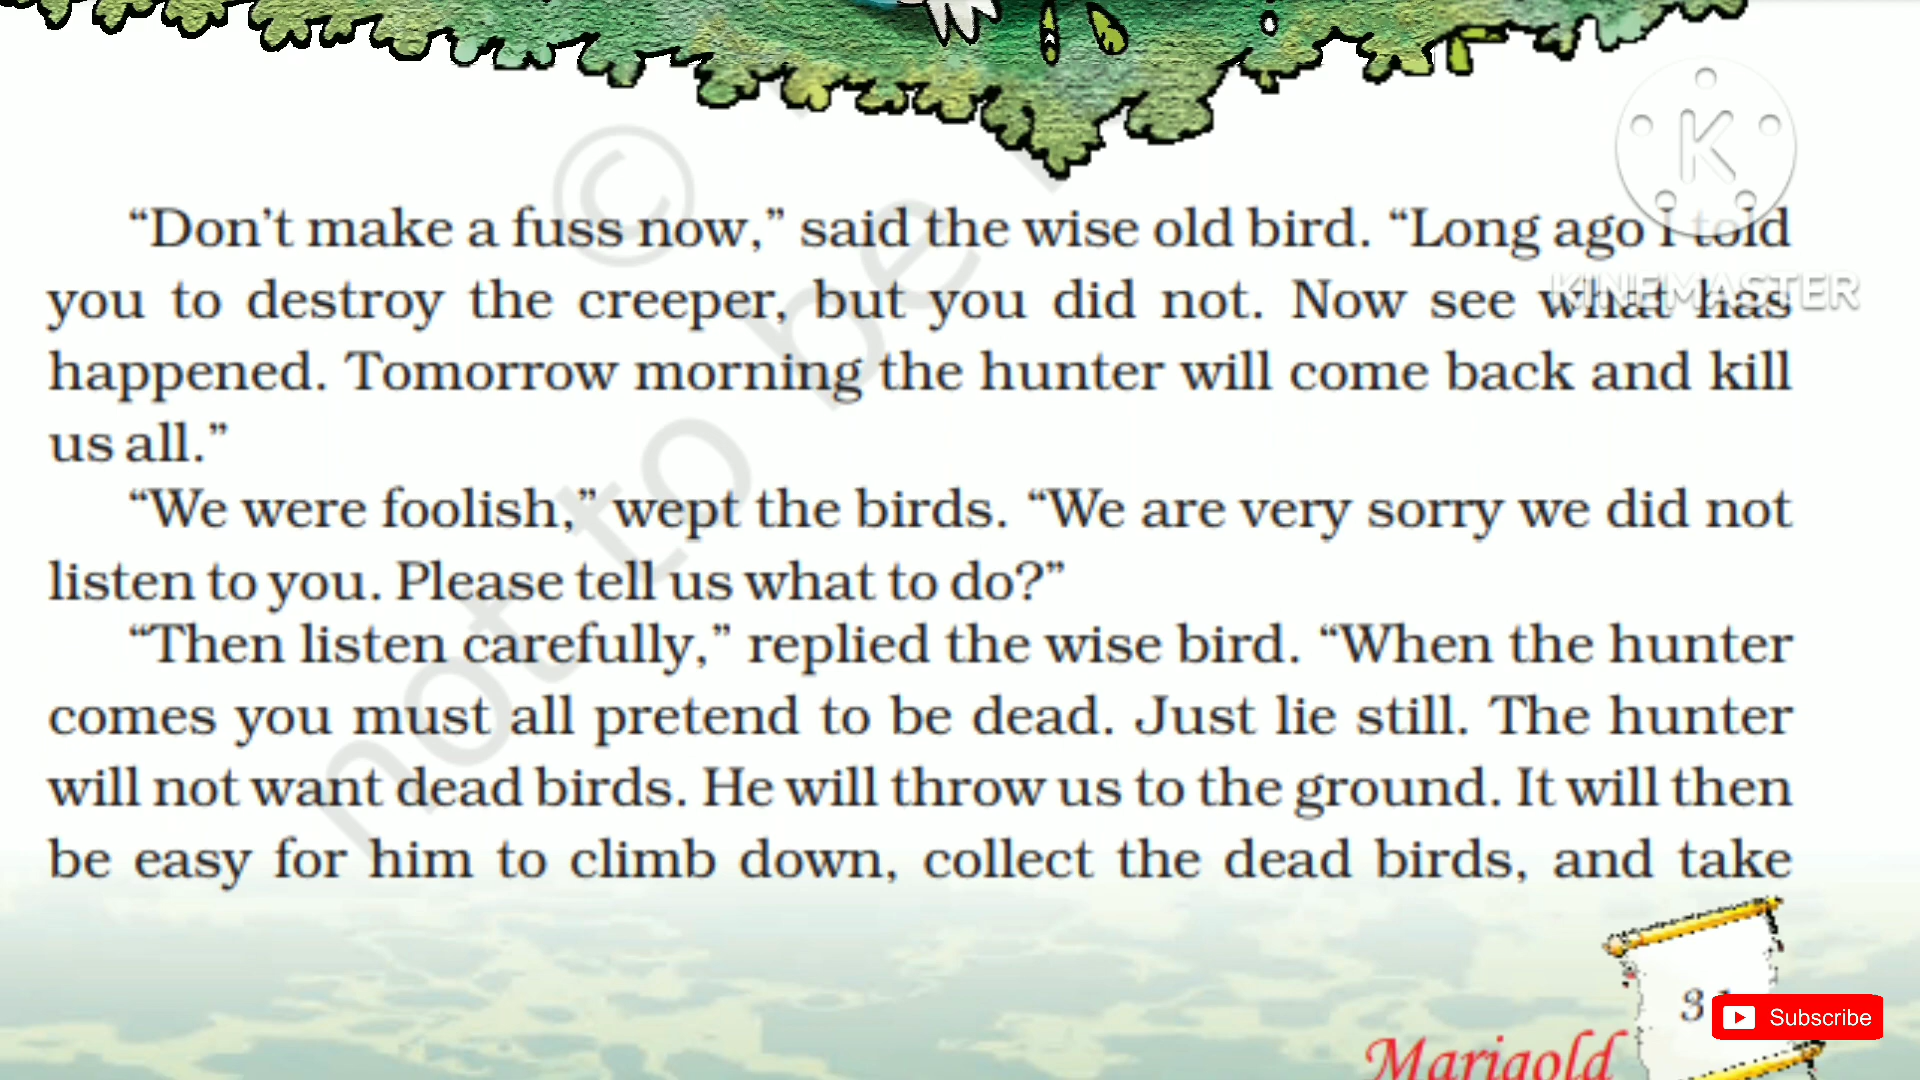 “Don’t make a fuss now,” said the wise old bird. “Long ago I told
you to destroy the creeper, but you did not. Now see what has
happened. Tomorrow morning the hunter will come back and kill
us all.”
“We were foolish,” wept the birds. “We are very sorry we did not
listen to you. Please tell us what to do?”
“Then listen carefully,” replied the wise bird. “When the hunter
comes you must all pretend to be dead. Just lie still. The hunter
will not want dead birds. He will throw us to the ground. It will then
be easy for him to climb down, collect the dead birds, and take
©
not to be
K
KINEMASTER
Subscribe
Marigold